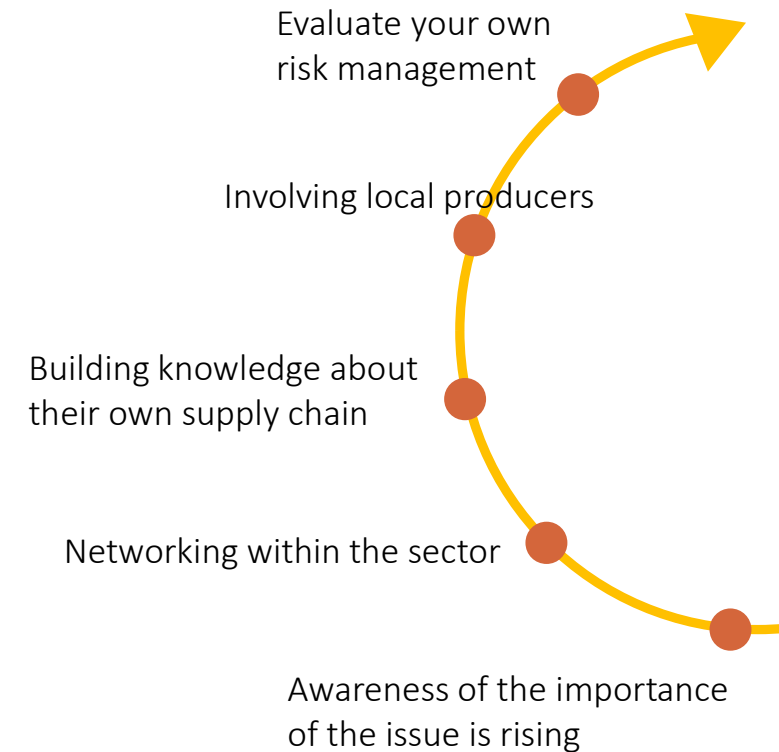 Evaluate your own
risk management
Involving local producers
Building knowledge about
their own supply chain
Networking within the sector
Awareness of the importance
of the issue is rising